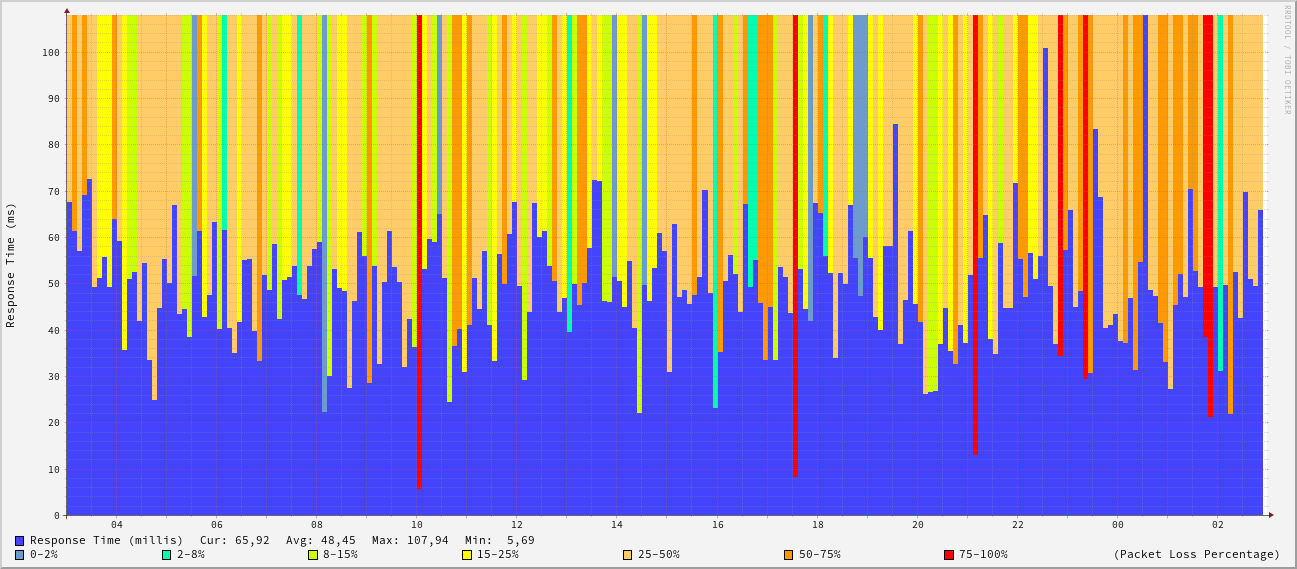 RRDTOOL / TOBI OETIKER
Response Time (ms)
100
90
80
70
60
50
40
30
20
10
0
04 06 08 10 12 14 16 18 20 22 00 02
Response Time (millis) Cur: 65,92 Avg: 48,45 Max: 107,94 Min: 5,69
0-2% 2-8% 8-15% 15-25% 25-50% 50-75% 75-100% (Packet Loss Percentage)